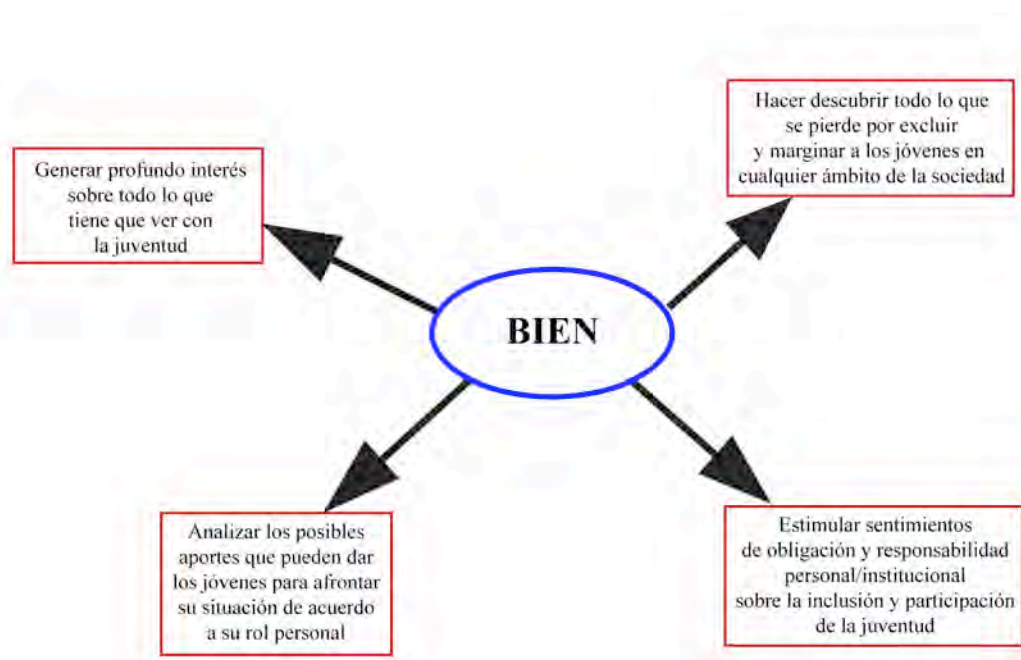 Hacer descubrir todo lo que
se pierde por excluir
y marginar a los jóvenes en
cualquier ámbito de la sociedad
Generar profundo interés
sobre todo lo que
tiene que ver con
la juventud
BIEN
Analizar los posibles
aportes que pueden dar
los jóvenes para afrontar
su situación de acuerdo
a su rol personal
Estimular sentimientos
de obligación y responsabilidad
personal/institucional
sobre la inclusión y participación
de la juventud